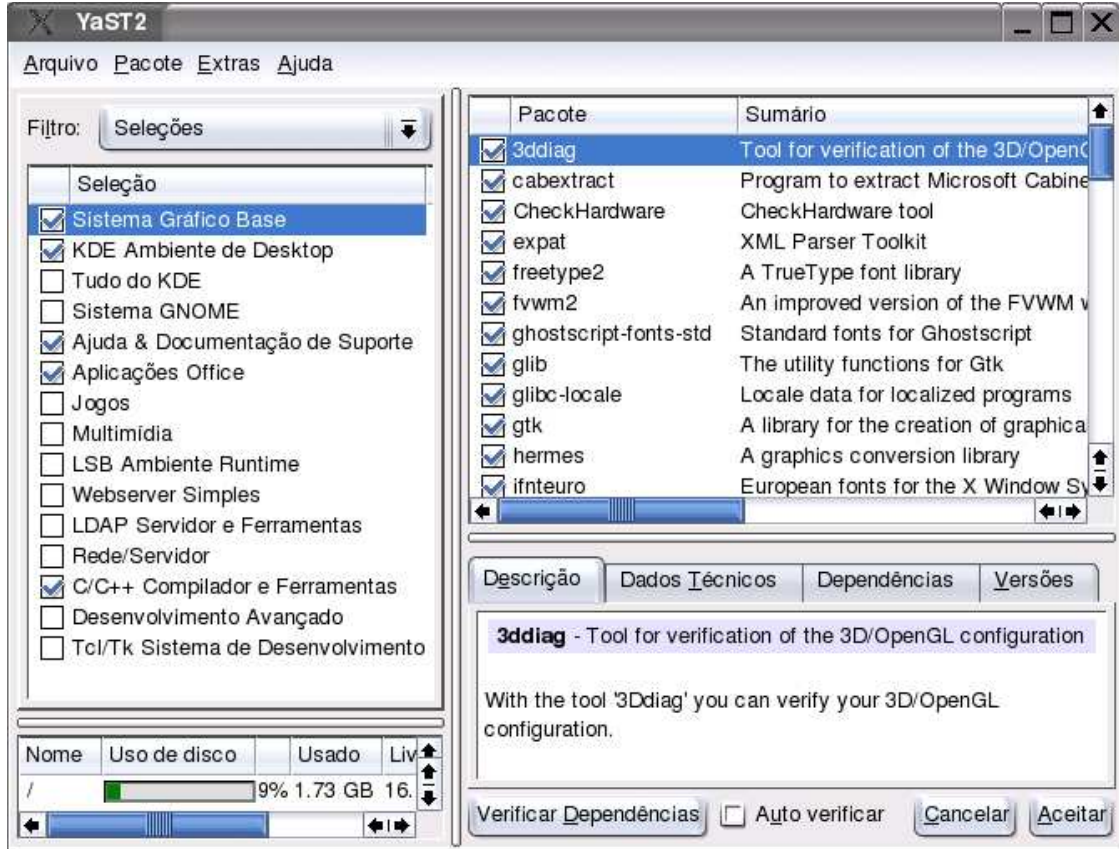 YaST2
Arquivo Pacote Extras Ajuda
Filtro: Seleções
Seleção
Sistema Gráfico Base
KDE Ambiente de Desktop
Tudo do KDE
Sistema GNOME
Ajuda & Documentação de Suporte
Aplicações Office
Jogos
Multimídia
LSB Ambiente Runtime
Webserver Simples
LDAP Servidor e Ferramentas
Rede/Servidor
C/C++ Compilador e Ferramentas
Desenvolvimento Avançado
Tcl/Tk Sistema de Desenvolvimento
Nome Uso de disco Usado Liv
/ 9% 1.73 GB 16.
Pacote Sumário
3ddiag Tool for verification of the 3D/OpenG
cabextract Program to extract Microsoft Cabine
CheckHardware CheckHardware tool
expat XML Parser Toolkit
freetype2 A TrueType font library
fvwm2 An improved version of the FVWM w
ghostscript-fonts-std Standard fonts for Ghostscript
glib The utility functions for Gtk
glibc-locale Locale data for localized programs
gtk A library for the creation of graphica
hermes A graphics conversion library
ifnteuro European fonts for the X Window Sy
Descrição Dados Técnicos Dependências Versões
3ddiag - Tool for verification of the 3D/OpenGL configuration
With the tool '3Ddiag' you can verify your 3D/OpenGL
configuration.
Verificar Dependências Auto verificar Cancelar Aceitar